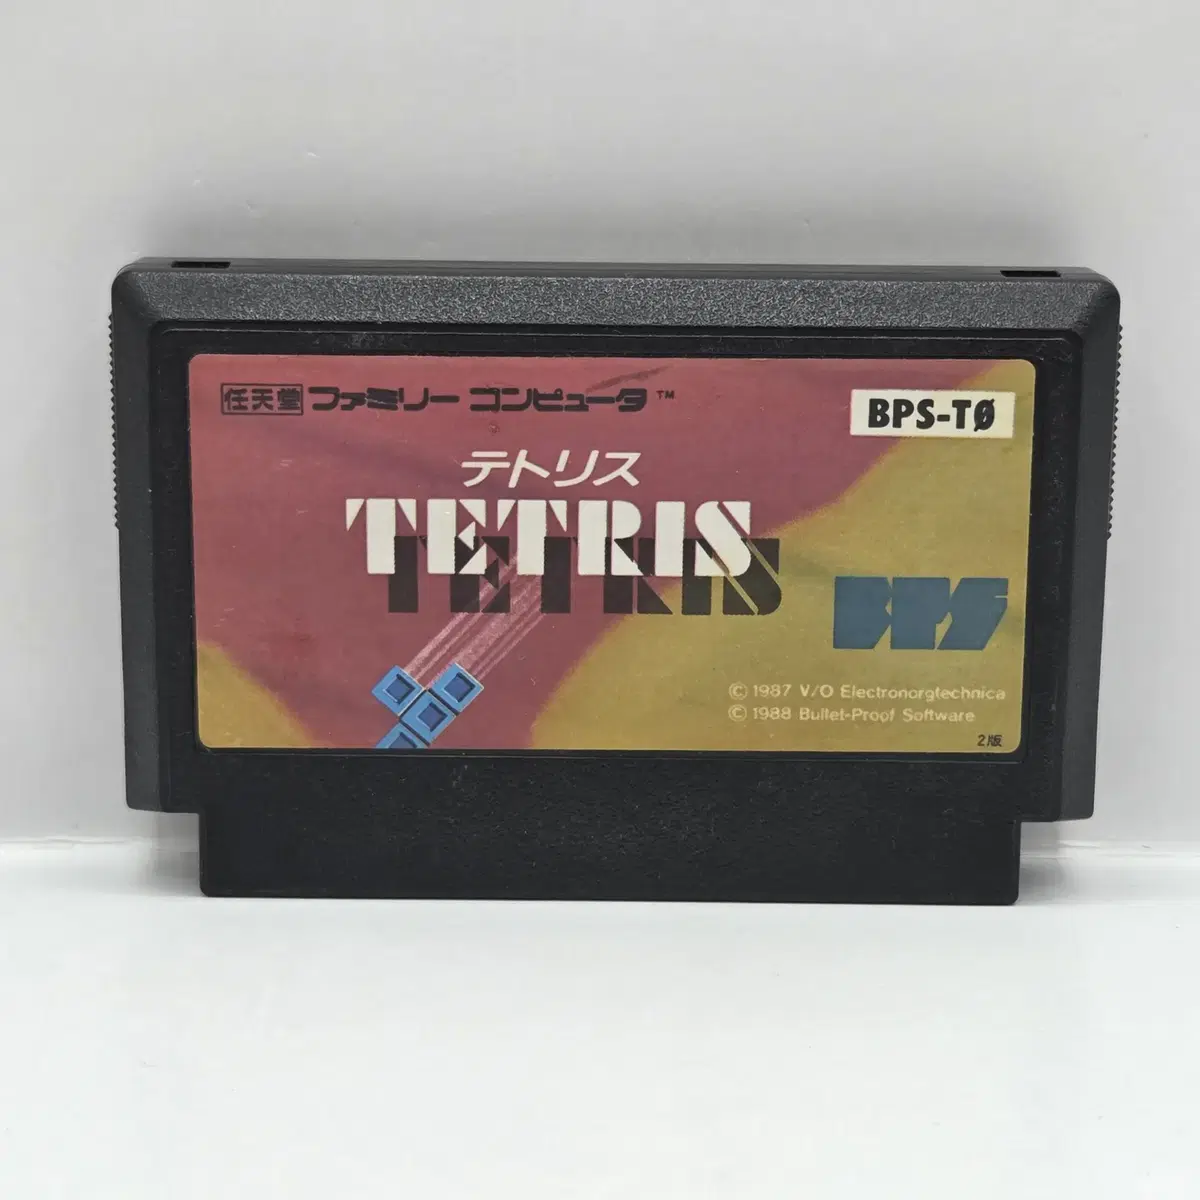 任天堂 ファミリー コンピュータ™
BPS-TØ
テトリス
TETRIS
BPS
© 1987 V/O Electronorgtechnica
© 1988 Bullet-Proof Software
2版